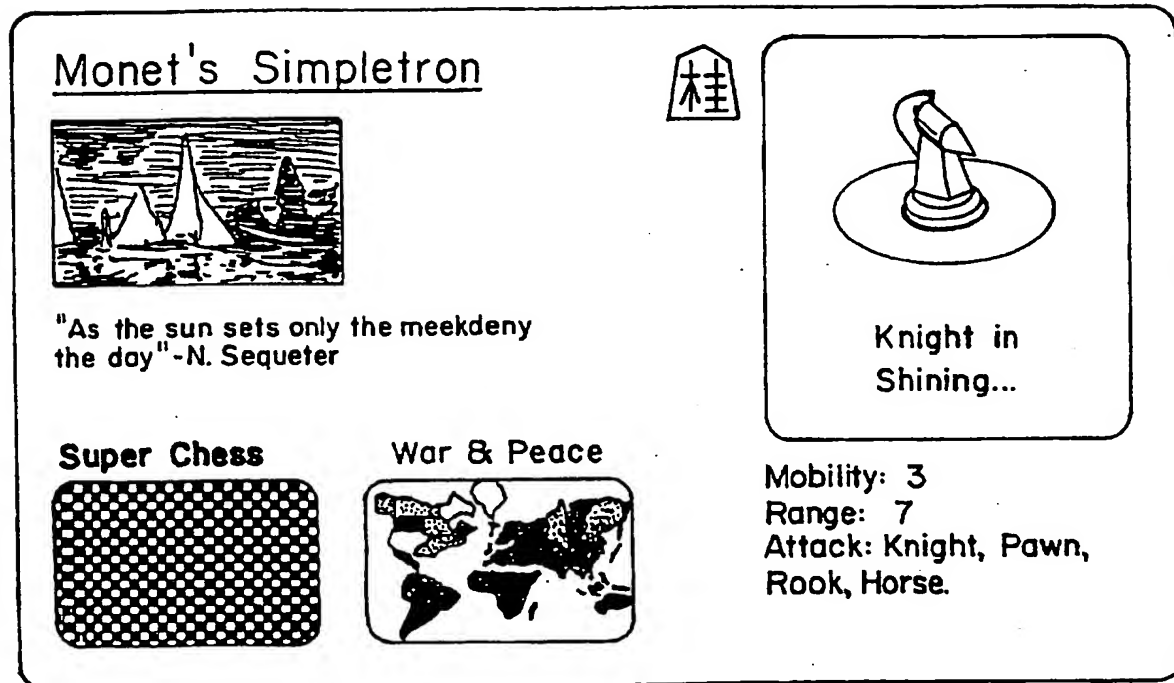 Monet's Simpletron
"As the sun sets only the meekdeny
the day"-N. Sequeter
桂
Knight in
Shining...
Super Chess
War & Peace
Mobility: 3
Range: 7
Attack: Knight, Pawn,
Rook, Horse.